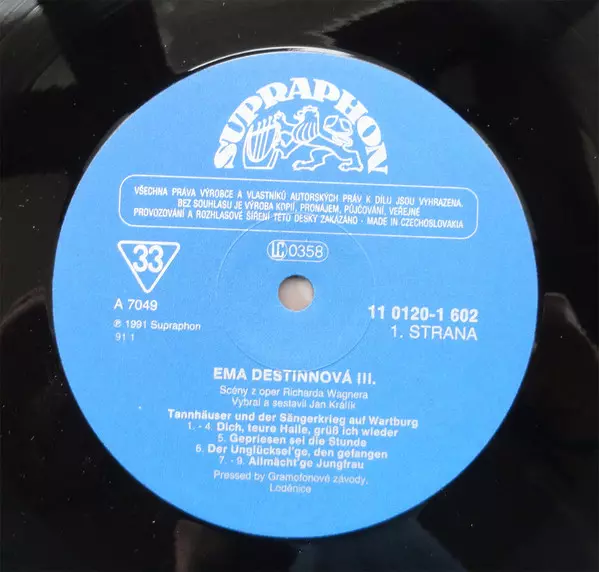 SUPRAPHON
VŠECHNA PRÁVA VÝROBCE A VLASTNÍKŮ AUTORSKÝCH PRÁV K DÍLU JSOU VYHRAZENA.
BEZ SOUHLASU JE VÝROBA KOPIÍ, PRONÁJEM, PŮJČOVÁNÍ, VEŘEJNÉ
PROVOZOVÁNÍ A ROZHLASOVÉ ŠÍŘENÍ TÉTO DESKY ZAKÁZÁNO · MADE IN CZECHOSLOVAKIA
33
LC 0358
A 7049
11 0120-1 602
℗ 1991 Supraphon
1. STRANA
91 1
EMA DESTINNOVÁ III.
Scény z oper Richarda Wagnera
Vybral a sestavil Jan Králík
Tannhäuser und der Sängerkrieg auf Wartburg
1. - 4. Dich, teure Halle, grüß ich wieder
5. Gepriesen sei die Stunde
6. Der Unglücksel'ge, den gefangen
7. - 9. Allmächt'ge Jungfrau
Pressed by Gramofonové závody,
Loděnice